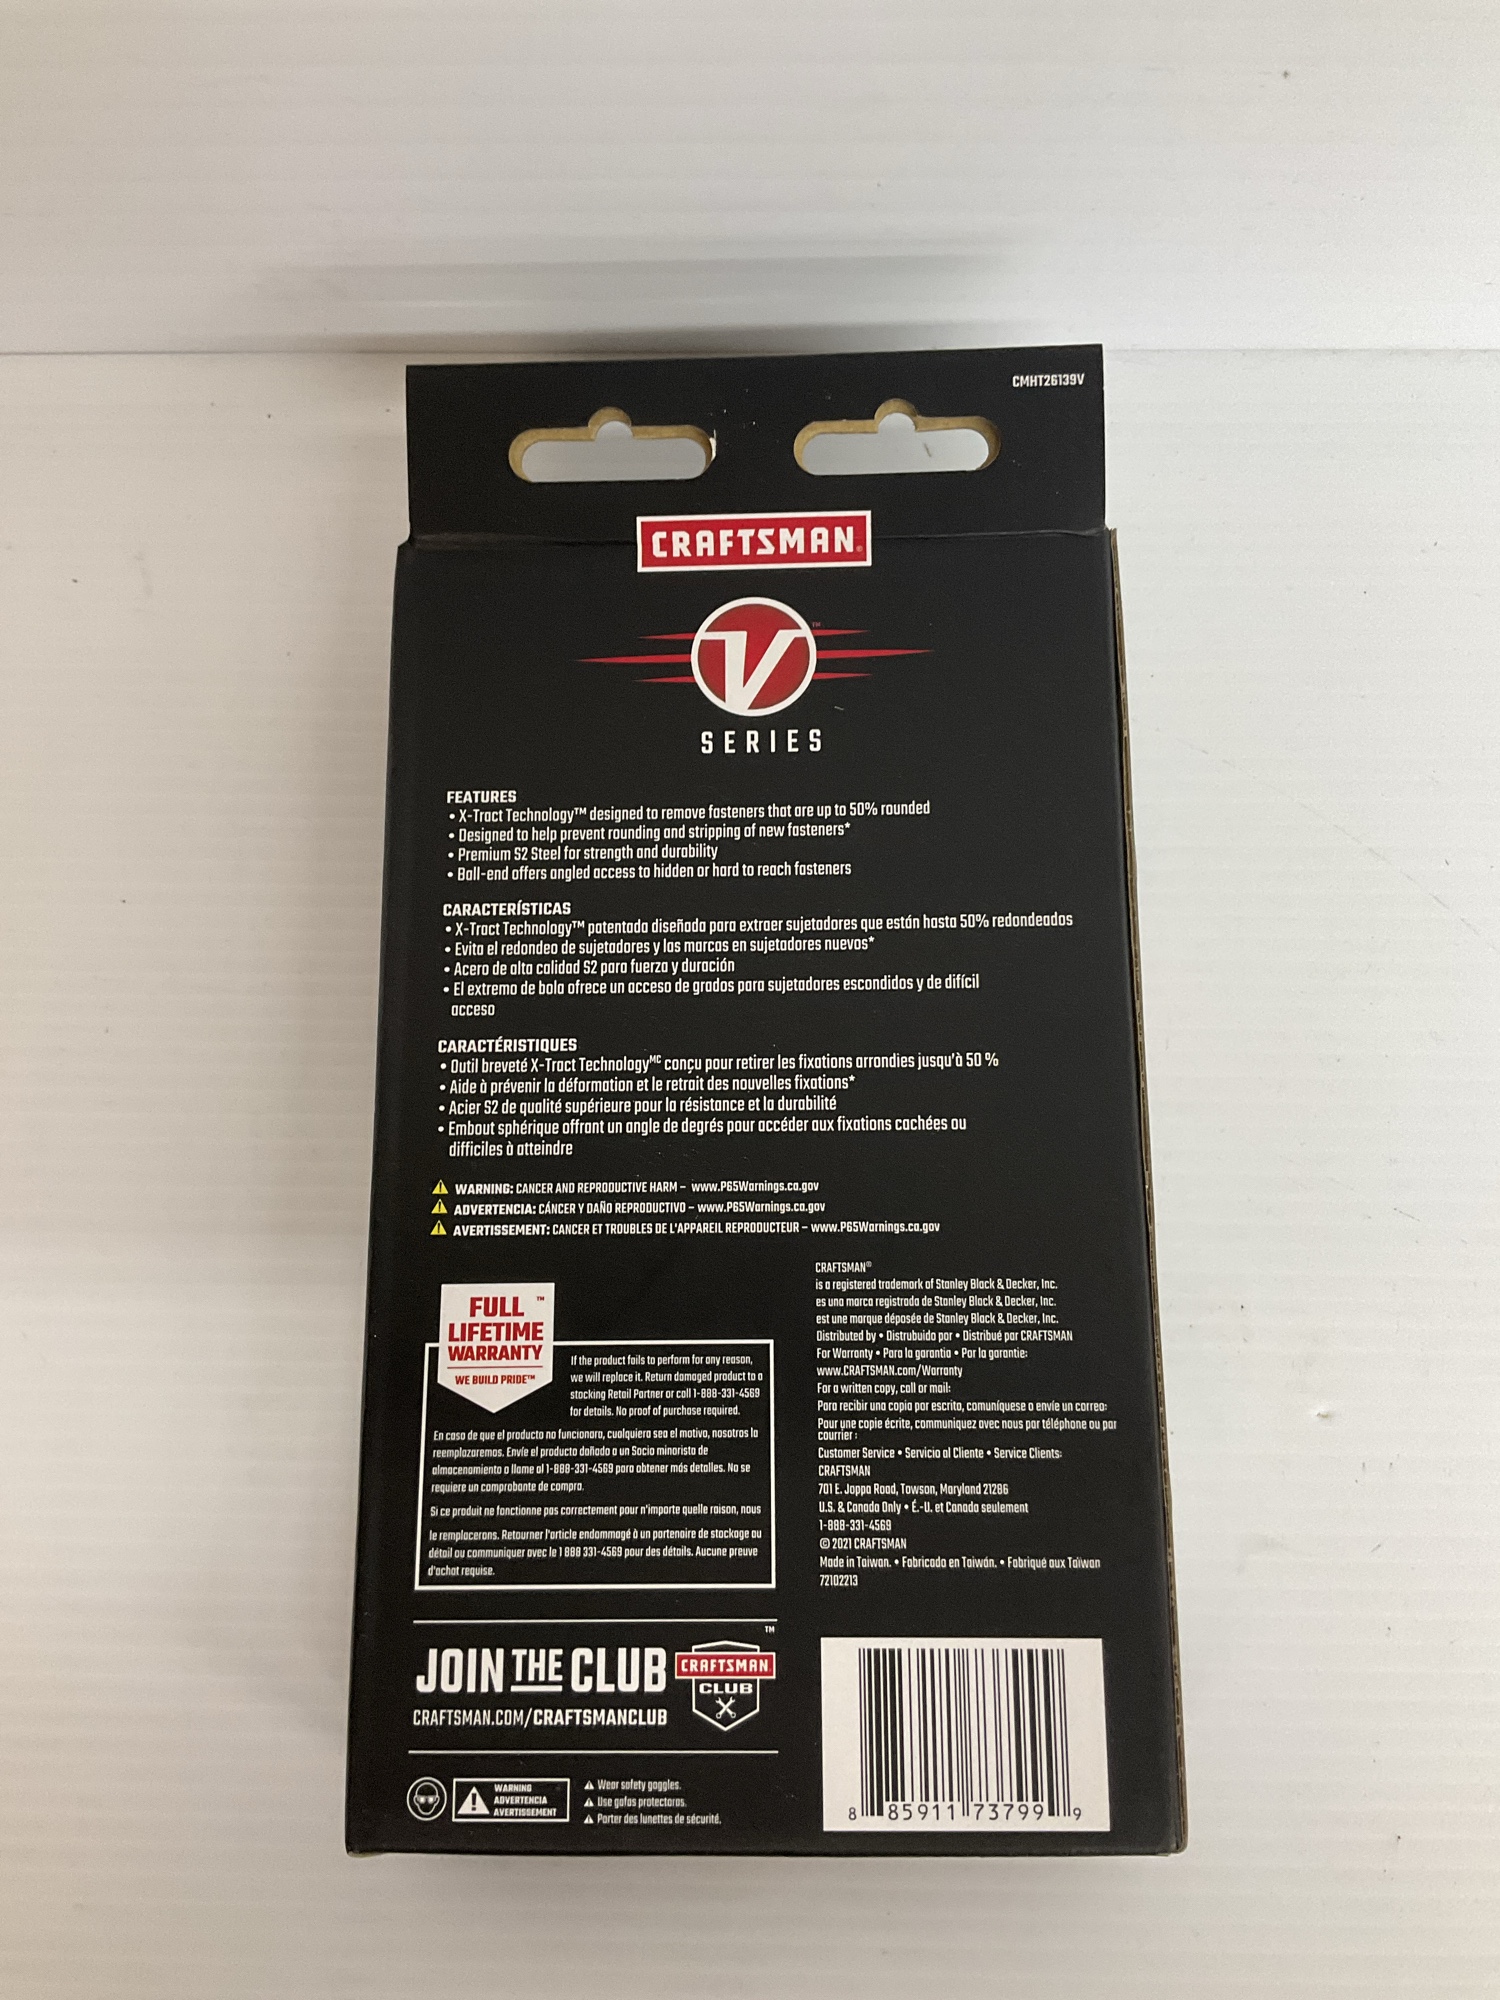 CMHT26139V
CRAFTSMAN®
V™
SERIES
FEATURES
• X-Tract Technology™ designed to remove fasteners that are up to 50% rounded
• Designed to help prevent rounding and stripping of new fasteners*
• Premium S2 Steel for strength and durability
• Ball-end offers angled access to hidden or hard to reach fasteners
CARACTERÍSTICAS
• X-Tract Technology™ patentada diseñada para extraer sujetadores que están hasta 50% redondeados
• Evita el redondeo de sujetadores y las marcas en sujetadores nuevos*
• Acero de alta calidad S2 para fuerza y duración
• El extremo de bola ofrece un acceso de grados para sujetadores escondidos y de difícil
acceso
CARACTÉRISTIQUES
• Outil breveté X-Tract Technologyᴹᶜ conçu pour retirer les fixations arrondies jusqu'à 50 %
• Aide à prévenir la déformation et le retrait des nouvelles fixations*
• Acier S2 de qualité supérieure pour la résistance et la durabilité
• Embout sphérique offrant un angle de degrés pour accéder aux fixations cachées ou
difficiles à atteindre
WARNING: CANCER AND REPRODUCTIVE HARM – www.P65Warnings.ca.gov
ADVERTENCIA: CÁNCER Y DAÑO REPRODUCTIVO – www.P65Warnings.ca.gov
AVERTISSEMENT: CANCER ET TROUBLES DE L'APPAREIL REPRODUCTEUR – www.P65Warnings.ca.gov
FULL™
LIFETIME
WARRANTY
WE BUILD PRIDE™
If the product fails to perform for any reason,
we will replace it. Return damaged product to a
stocking Retail Partner or call 1-888-331-4569
for details. No proof of purchase required.
En caso de que el producto no funcionara, cualquiera sea el motivo, nosotros lo
reemplazaremos. Envíe el producto dañado a un Socio minorista de
almacenamiento o llame al 1-888-331-4569 para obtener más detalles. No se
requiere un comprobante de compra.
Si ce produit ne fonctionne pas correctement pour n'importe quelle raison, nous
le remplacerons. Retourner l'article endommagé à un partenaire de stockage au
détail ou communiquer avec le 1 888 331-4569 pour des détails. Aucune preuve
d'achat requise.
CRAFTSMAN®
is a registered trademark of Stanley Black & Decker, Inc.
es una marca registrada de Stanley Black & Decker, Inc.
est une marque déposée de Stanley Black & Decker, Inc.
Distributed by • Distrubuido por • Distribué par CRAFTSMAN
For Warranty • Para la garantia • Par la garantie:
www.CRAFTSMAN.com/Warranty
For a written copy, call or mail:
Para recibir una copia por escrito, comuníquese o envíe un correo:
Pour une copie écrite, communiquez avec nous par téléphone ou par
courrier :
Customer Service • Servicio al Cliente • Service Clients:
CRAFTSMAN
701 E. Joppa Road, Towson, Maryland 21286
U.S. & Canada Only • É.-U. et Canada seulement
1-888-331-4569
© 2021 CRAFTSMAN
Made in Taiwan. • Fabricado en Taiwán. • Fabriqué aux Taïwan
72102213
JOIN THE CLUB
CRAFTSMAN.COM/CRAFTSMANCLUB
™
CRAFTSMAN
CLUB
WARNING
ADVERTENCIA
AVERTISSEMENT
Wear safety goggles.
Use gafas protectoras.
Porter des lunettes de sécurité.
8 85911 73799 9